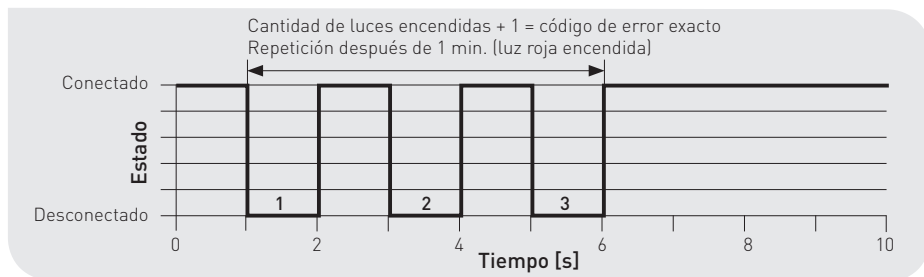 Cantidad de luces encendidas + 1 = código de error exacto
Repetición después de 1 min. (luz roja encendida)
Conectado
Estado
1 2 3
Desconectado
0 2 4 6 8 10
Tiempo [s]